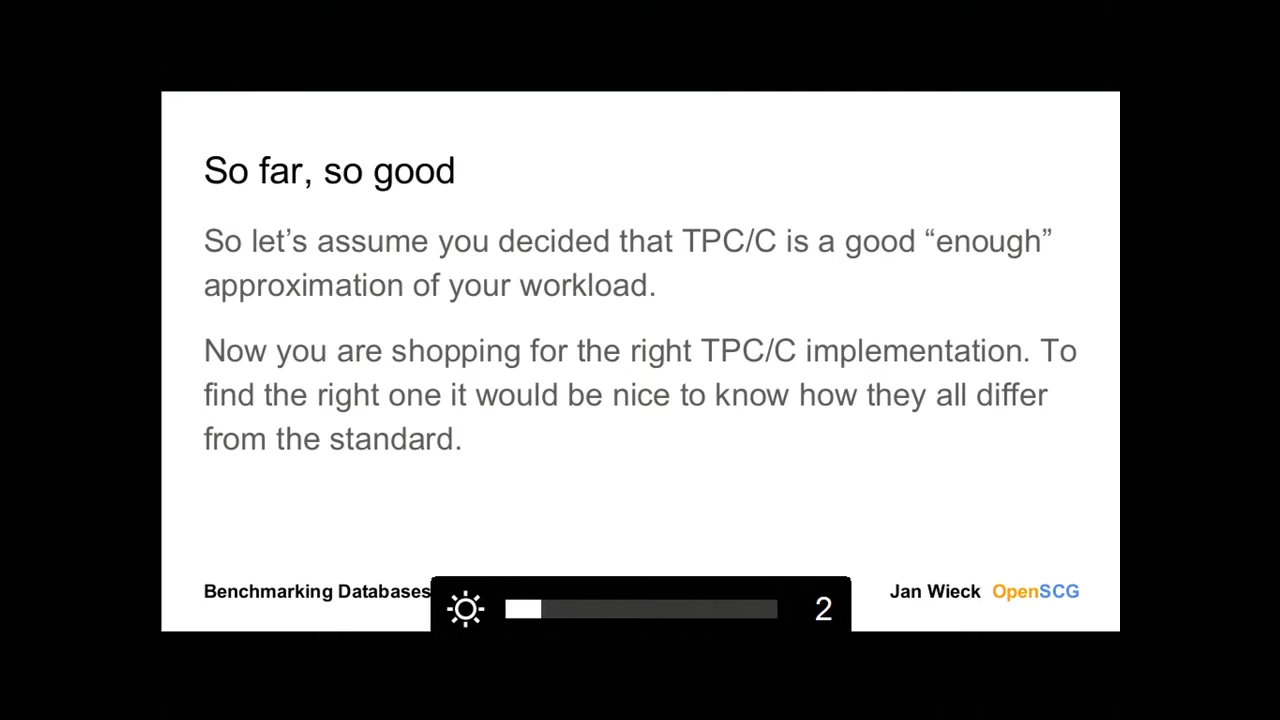 So far, so good
So let’s assume you decided that TPC/C is a good “enough”
approximation of your workload.
Now you are shopping for the right TPC/C implementation. To
find the right one it would be nice to know how they all differ
from the standard.
Benchmarking Databases
2
Jan Wieck OpenSCG